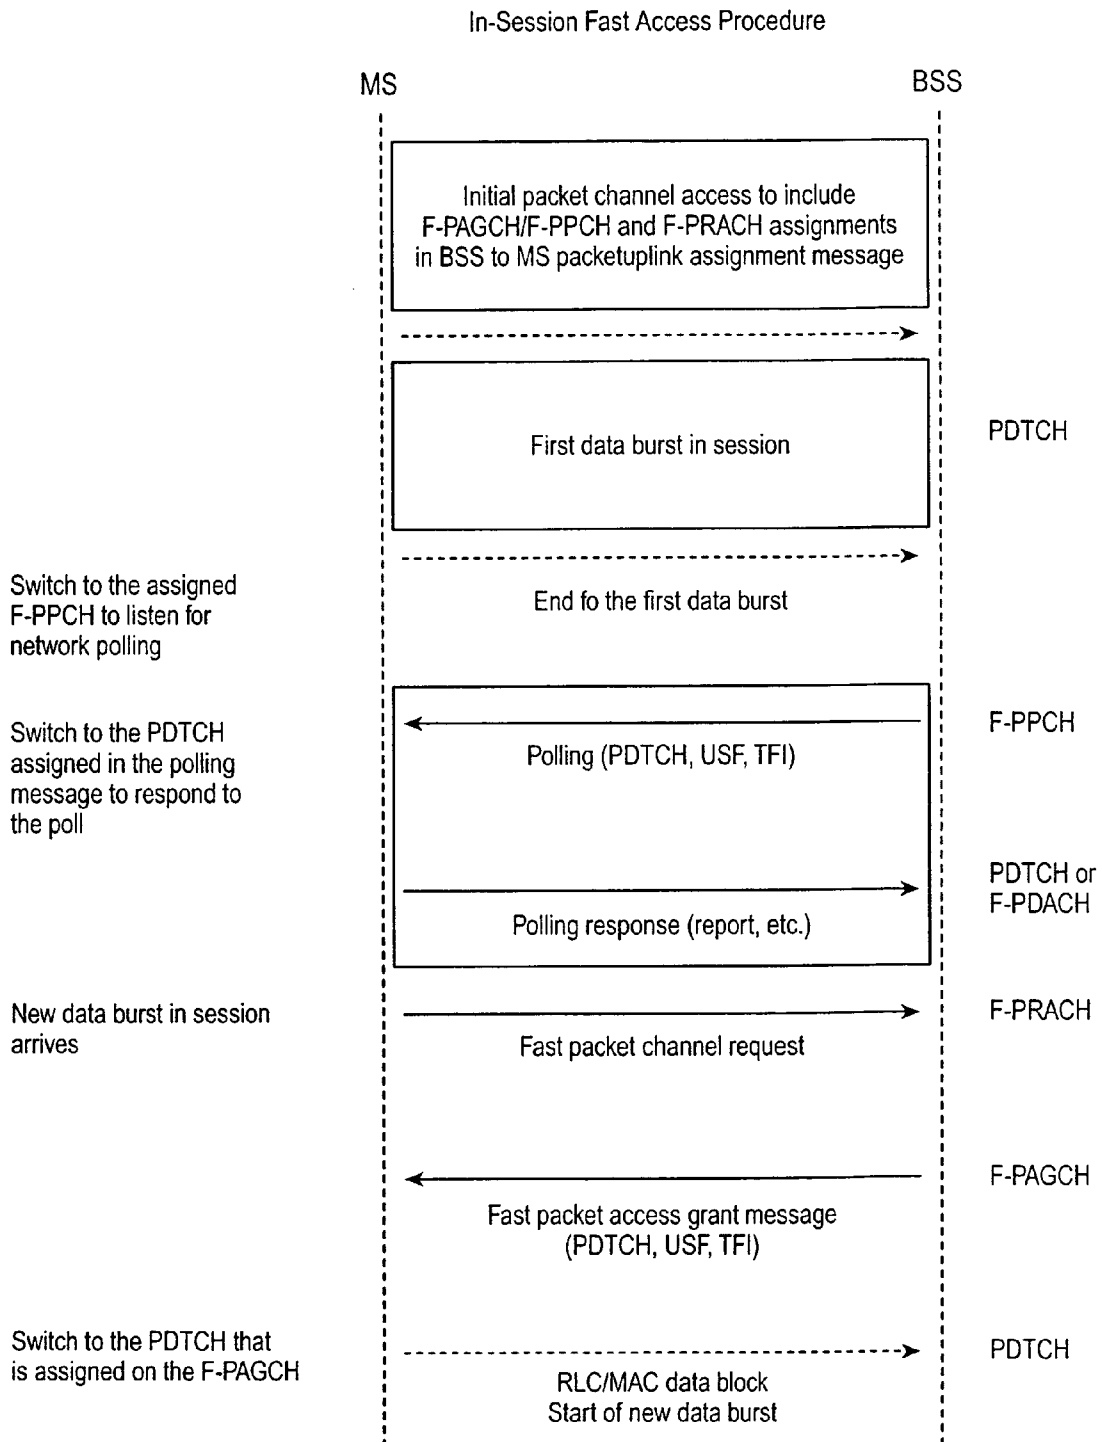 In-Session Fast Access Procedure
MS
BSS
Initial packet channel access to include
F-PAGCH/F-PPCH and F-PRACH assignments
in BSS to MS packetuplink assignment message
First data burst in session
PDTCH
Switch to the assigned
F-PPCH to listen for
network polling
End fo the first data burst
Switch to the PDTCH
assigned in the polling
message to respond to
the poll
F-PPCH
Polling (PDTCH, USF, TFI)
PDTCH or
F-PDACH
Polling response (report, etc.)
New data burst in session
arrives
F-PRACH
Fast packet channel request
F-PAGCH
Fast packet access grant message
(PDTCH, USF, TFI)
Switch to the PDTCH that
is assigned on the F-PAGCH
PDTCH
RLC/MAC data block
Start of new data burst